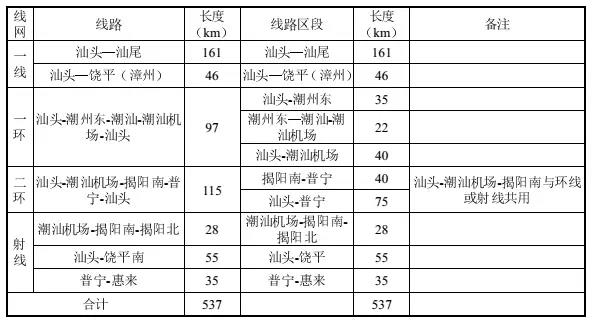 线网 线路 长度（km） 线路区段 长度（km） 备注
一线 汕头—汕尾 161 汕头—汕尾 161
汕头—饶平（漳州） 46 汕头—饶平（漳州） 46
一环 汕头-潮州东-潮汕-潮汕机场-汕头 97 汕头-潮州东 35
潮州东—潮汕-潮汕机场 22
汕头-潮汕机场 40
二环 汕头-潮汕机场-揭阳南-普宁-汕头 115 揭阳南-普宁 40 汕头-潮汕机场-揭阳南与环线或射线共用
汕头-普宁 75
射线 潮汕机场-揭阳南-揭阳北 28 潮汕机场-揭阳南-揭阳北 28
汕头-饶平南 55 汕头-饶平 55
普宁-惠来 35 普宁-惠来 35
合计 537 537